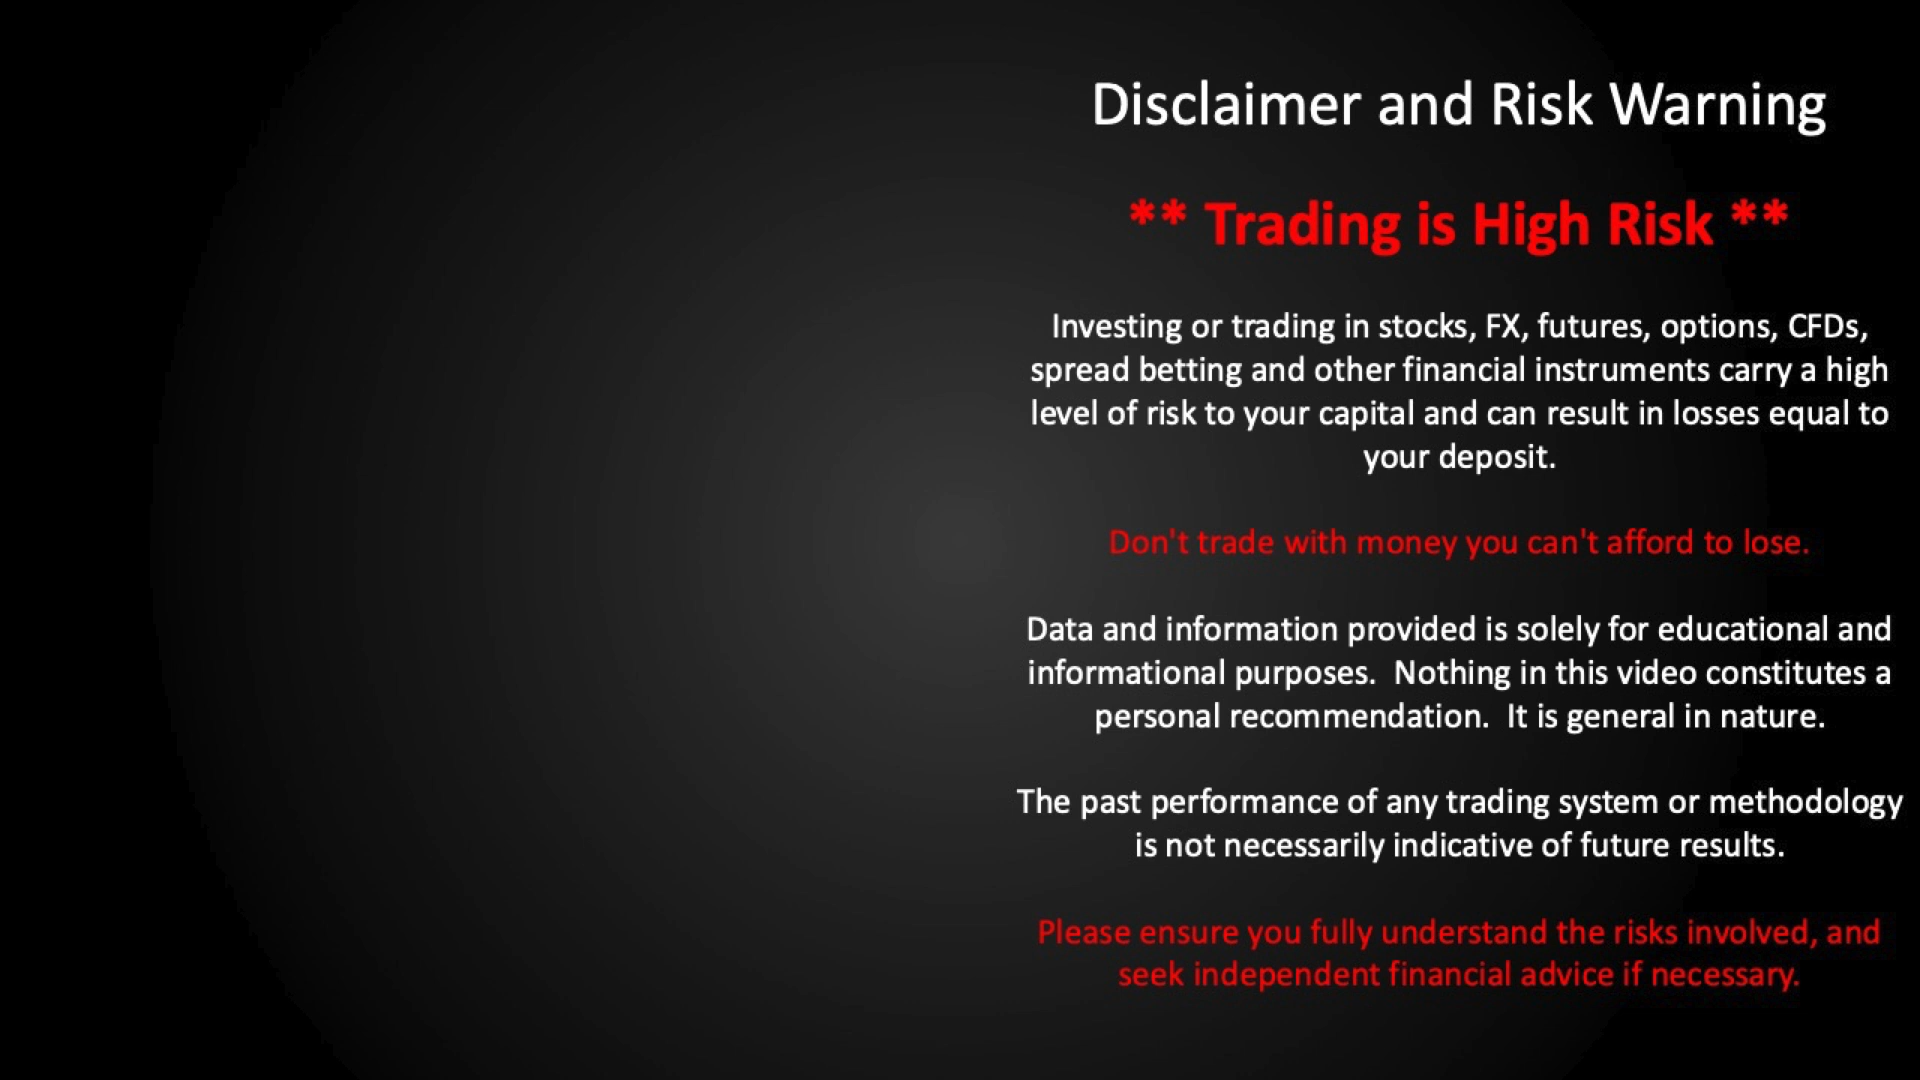 Disclaimer and Risk Warning
** Trading is High Risk **
Investing or trading in stocks, FX, futures, options, CFDs,
spread betting and other financial instruments carry a high
level of risk to your capital and can result in losses equal to
your deposit.
Don't trade with money you can't afford to lose.
Data and information provided is solely for educational and
informational purposes.  Nothing in this video constitutes a
personal recommendation.  It is general in nature.
The past performance of any trading system or methodology
is not necessarily indicative of future results.
Please ensure you fully understand the risks involved, and
seek independent financial advice if necessary.